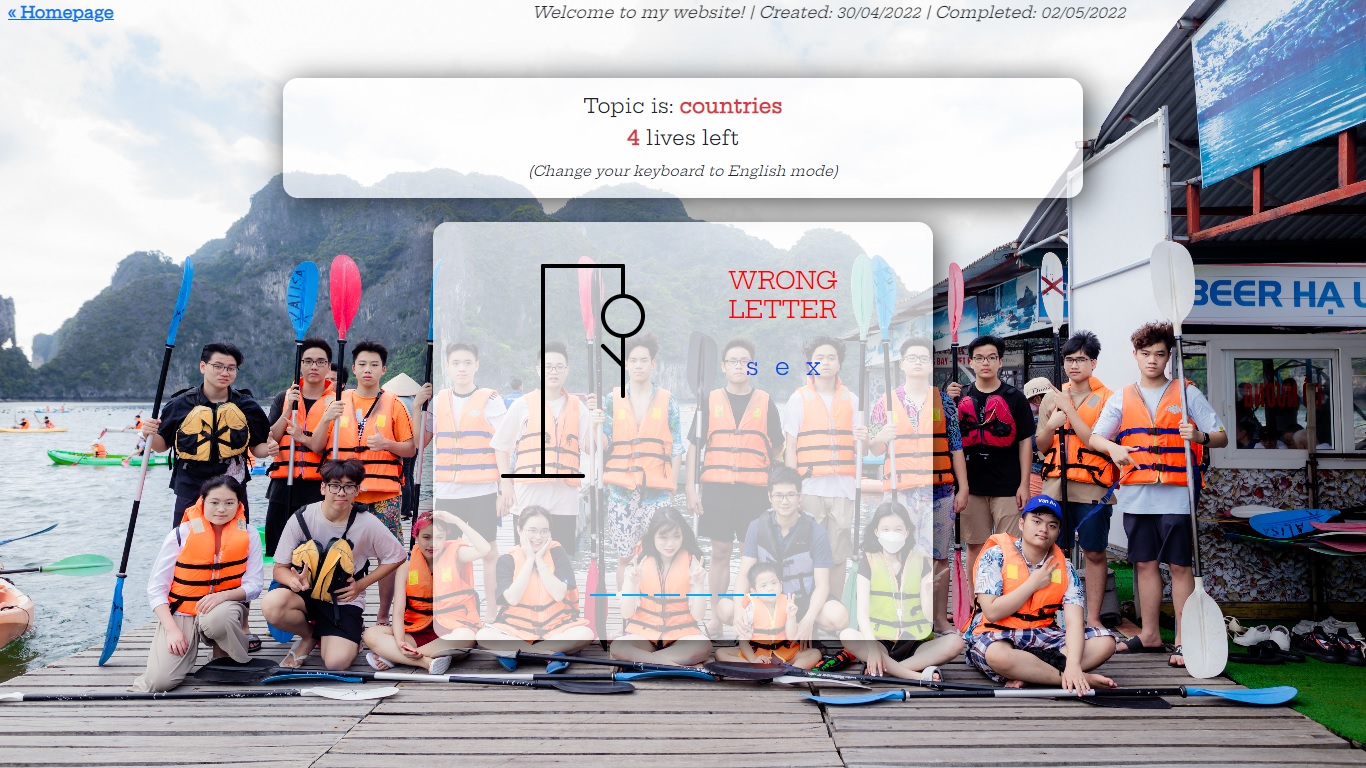 « Homepage
Welcome to my website! | Created: 30/04/2022 | Completed: 02/05/2022
Topic is: countries
4 lives left
(Change your keyboard to English mode)
WRONG
LETTER
s e x
BEER HẠ L